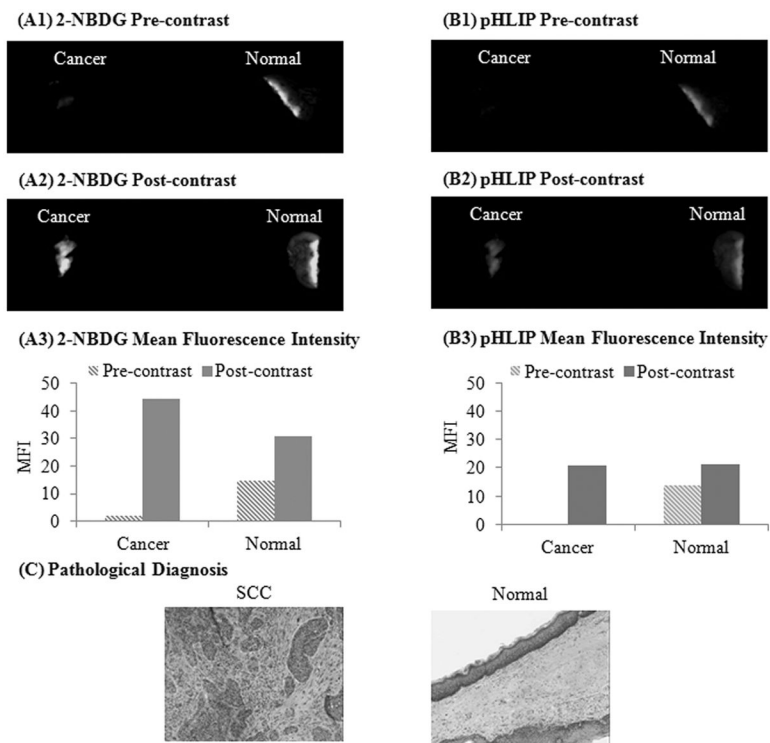 (A1) 2-NBDG Pre-contrast
Cancer Normal
(A2) 2-NBDG Post-contrast
Cancer Normal
(A3) 2-NBDG Mean Fluorescence Intensity
Pre-contrast Post-contrast
50
40
30
20
10
0
MFI
Cancer Normal
(B1) pHLIP Pre-contrast
Cancer Normal
(B2) pHLIP Post-contrast
Cancer Normal
(B3) pHLIP Mean Fluorescence Intensity
Pre-contrast Post-contrast
50
40
30
20
10
0
MFI
Cancer Normal
(C) Pathological Diagnosis
SCC Normal